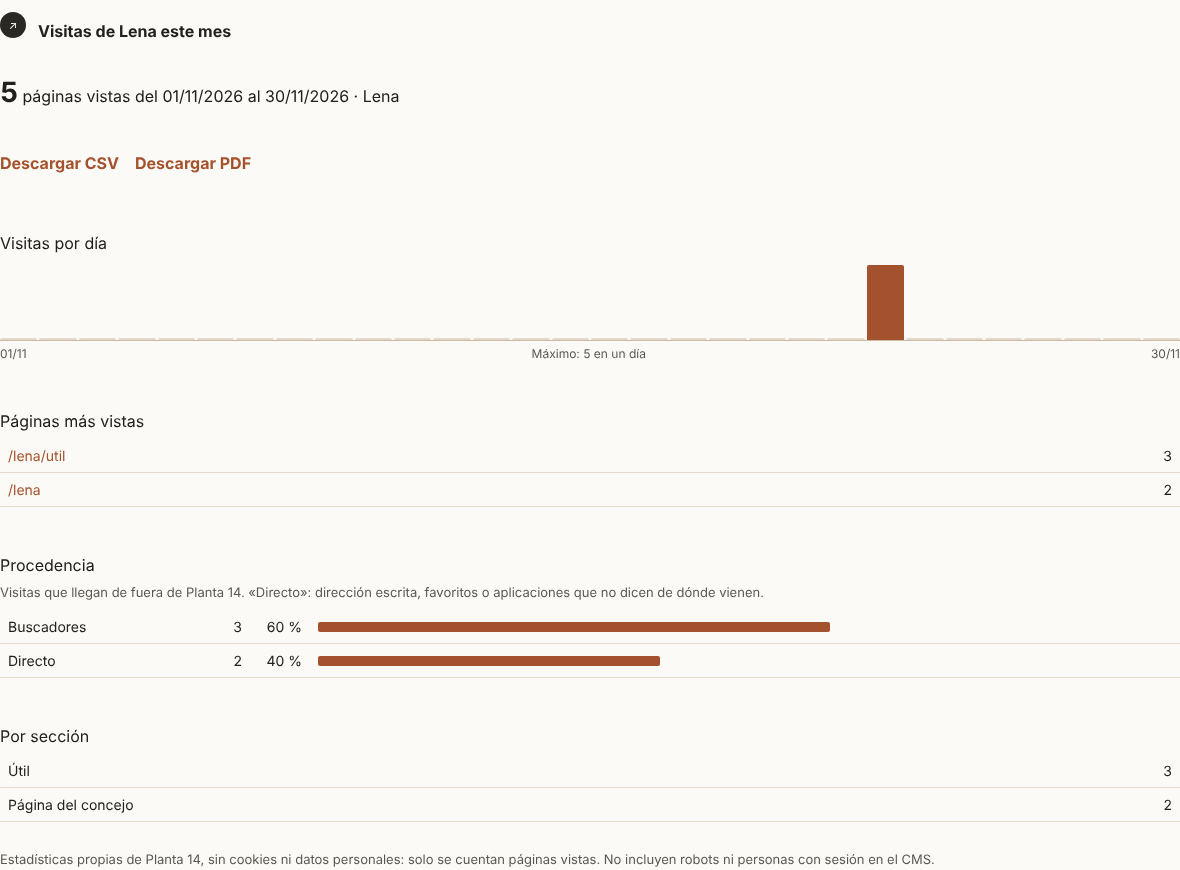 Visitas de Lena este mes
5 páginas vistas del 01/11/2026 al 30/11/2026 · Lena
Descargar CSV Descargar PDF
Visitas por día
01/11 Máximo: 5 en un día 30/11
Páginas más vistas
/lena/util 3
/lena 2
Procedencia
Visitas que llegan de fuera de Planta 14. «Directo»: dirección escrita, favoritos o aplicaciones que no dicen de dónde vienen.
Buscadores 3 60 %
Directo 2 40 %
Por sección
Útil 3
Página del concejo 2
Estadísticas propias de Planta 14, sin cookies ni datos personales: solo se cuentan páginas vistas. No incluyen robots ni personas con sesión en el CMS.